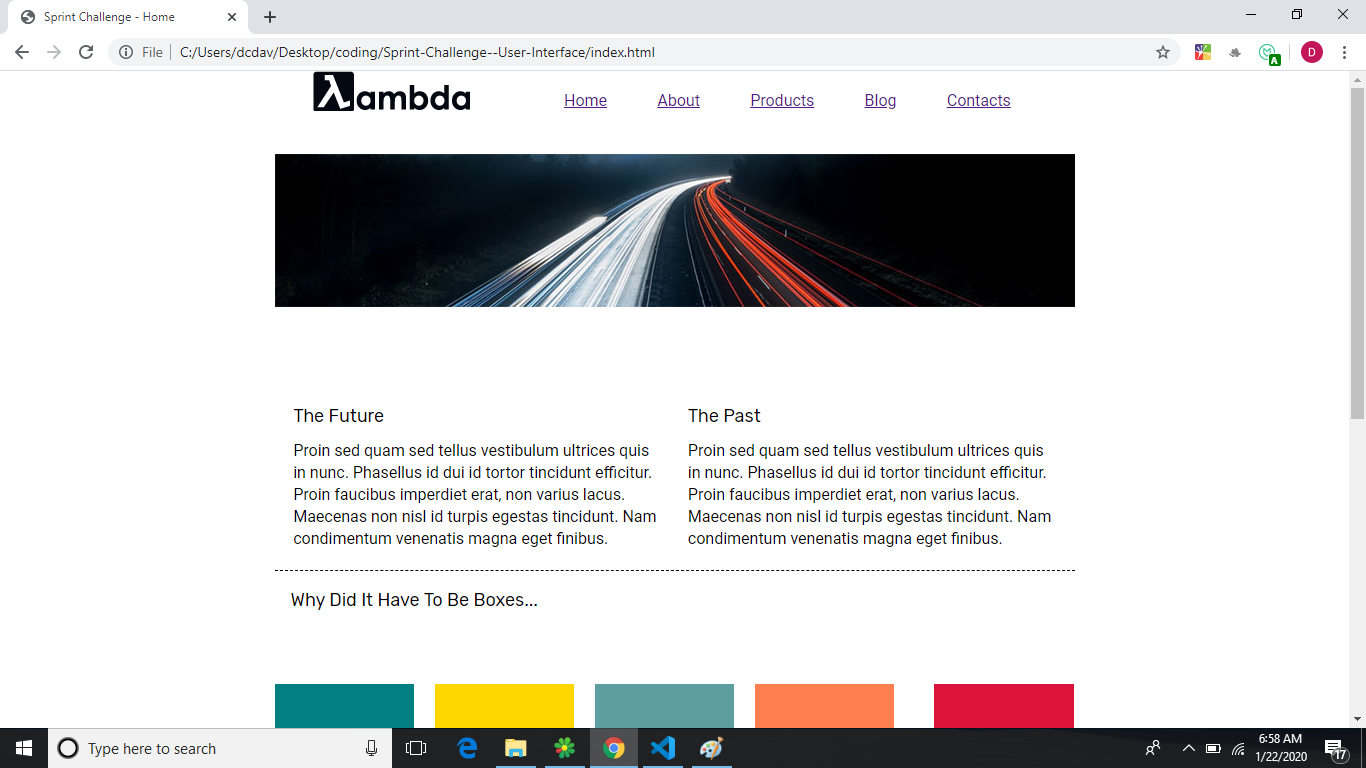 Sprint Challenge - Home
File C:/Users/dcdav/Desktop/coding/Sprint-Challenge--User-Interface/index.html
A
D
λambda Home About Products Blog Contacts
The Future
Proin sed quam sed tellus vestibulum ultrices quis
in nunc. Phasellus id dui id tortor tincidunt efficitur.
Proin faucibus imperdiet erat, non varius lacus.
Maecenas non nisl id turpis egestas tincidunt. Nam
condimentum venenatis magna eget finibus.
The Past
Proin sed quam sed tellus vestibulum ultrices quis
in nunc. Phasellus id dui id tortor tincidunt efficitur.
Proin faucibus imperdiet erat, non varius lacus.
Maecenas non nisl id turpis egestas tincidunt. Nam
condimentum venenatis magna eget finibus.
Why Did It Have To Be Boxes...
Type here to search
6:58 AM
1/22/2020
17